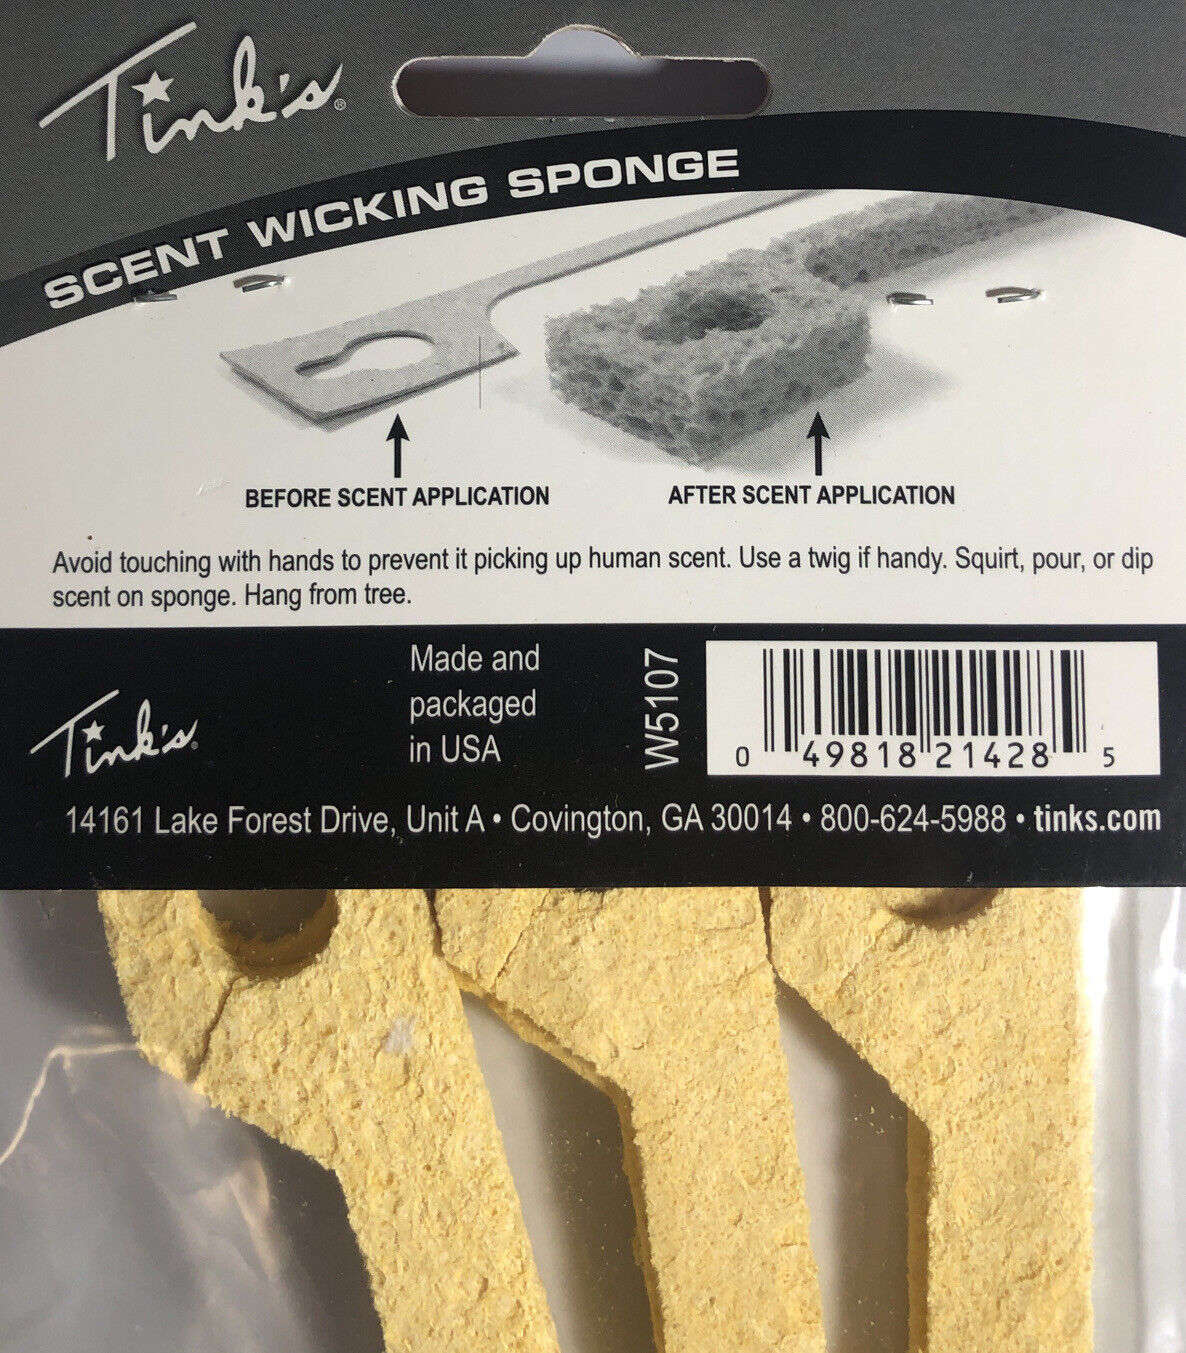 Tink's®
SCENT WICKING SPONGE
BEFORE SCENT APPLICATION
AFTER SCENT APPLICATION
Avoid touching with hands to prevent it picking up human scent. Use a twig if handy. Squirt, pour, or dip
scent on sponge. Hang from tree.
Tink's®
Made and
packaged
in USA
W5107
0 49818 21428 5
14161 Lake Forest Drive, Unit A • Covington, GA 30014 • 800-624-5988 • tinks.com